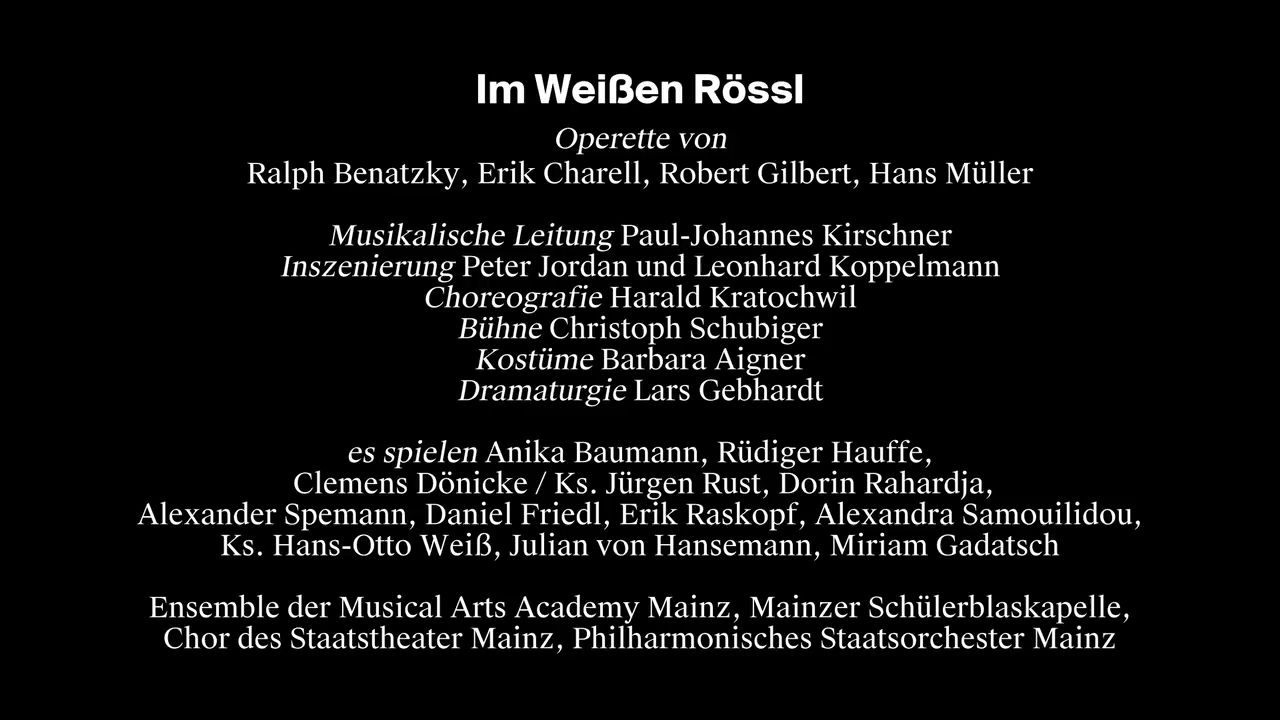 Im Weißen Rössl
Operette von
Ralph Benatzky, Erik Charell, Robert Gilbert, Hans Müller
Musikalische Leitung Paul-Johannes Kirschner
Inszenierung Peter Jordan und Leonhard Koppelmann
Choreografie Harald Kratochwil
Bühne Christoph Schubiger
Kostüme Barbara Aigner
Dramaturgie Lars Gebhardt
es spielen Anika Baumann, Rüdiger Hauffe,
Clemens Dönicke / Ks. Jürgen Rust, Dorin Rahardja,
Alexander Spemann, Daniel Friedl, Erik Raskopf, Alexandra Samouilidou,
Ks. Hans-Otto Weiß, Julian von Hansemann, Miriam Gadatsch
Ensemble der Musical Arts Academy Mainz, Mainzer Schülerblaskapelle,
Chor des Staatstheater Mainz, Philharmonisches Staatsorchester Mainz